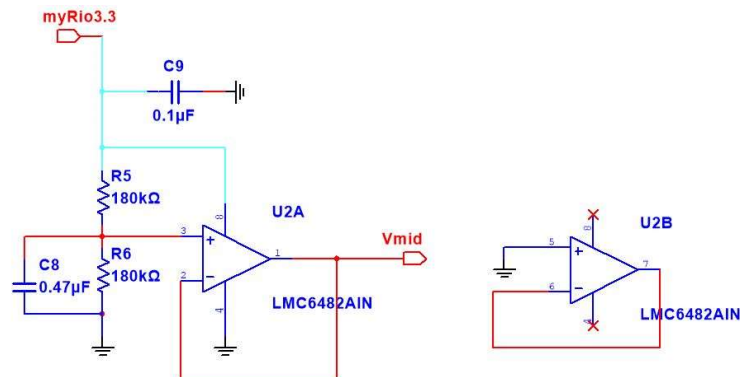 myRio3.3
C9
0.1µF
R5
180kΩ
8
U2A
3
+
Vmid
1
R6
180kΩ
C8
0.47µF
2
−
4
LMC6482AIN
8
U2B
5
+
7
6
−
4
LMC6482AIN